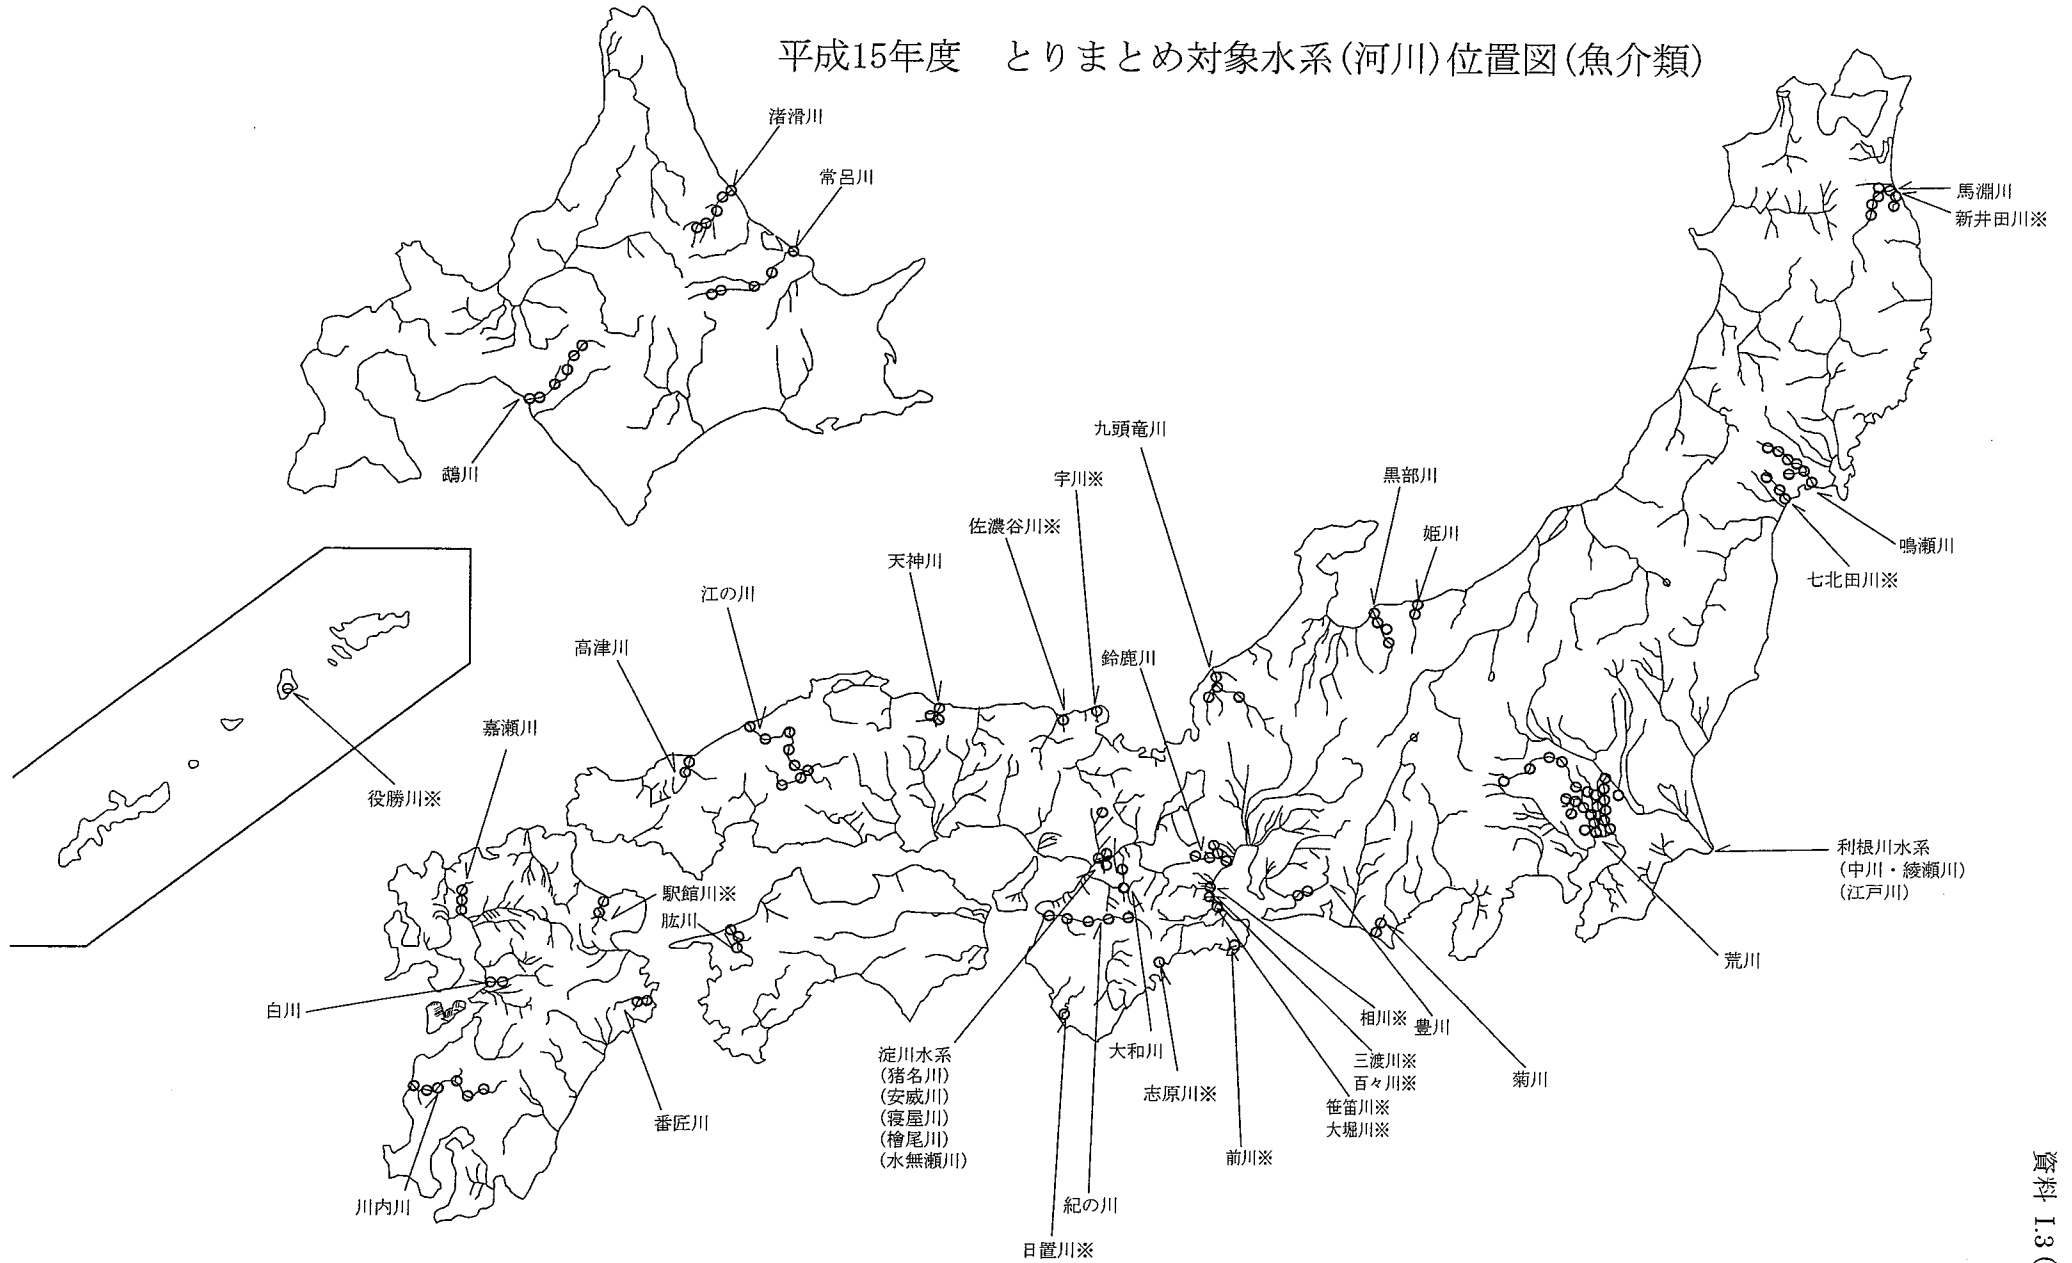 平成15年度　とりまとめ対象水系(河川)位置図(魚介類)
渚滑川
常呂川
鵡川
馬淵川
新井田川※
鳴瀬川
七北田川※
九頭竜川
宇川※
佐濃谷川※
天神川
江の川
高津川
黒部川
姫川
鈴鹿川
嘉瀬川
役勝川※
駅館川※
肱川
白川
番匠川
川内川
利根川水系
(中川・綾瀬川)
(江戸川)
荒川
相川※
豊川
三渡川※
百々川※
菊川
笹笛川※
大堀川※
前川※
志原川※
大和川
淀川水系
(猪名川)
(安威川)
(寝屋川)
(檜尾川)
(水無瀬川)
紀の川
日置川※
資料 I.3 (